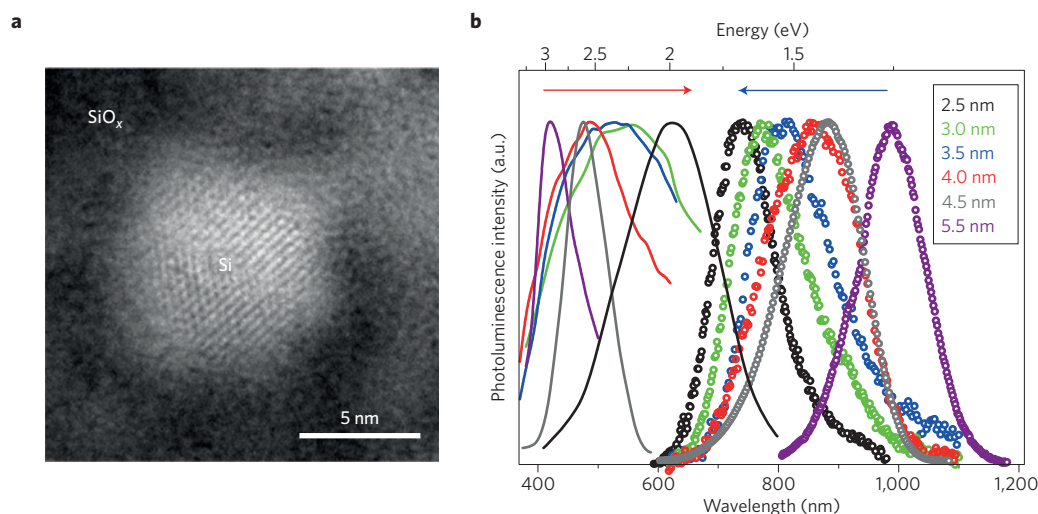 a
SiOₓ
Si
5 nm
b
Energy (eV)
3 2.5 2 1.5
Photoluminescence intensity (a.u.)
2.5 nm
3.0 nm
3.5 nm
4.0 nm
4.5 nm
5.5 nm
400 600 800 1,000 1,200
Wavelength (nm)